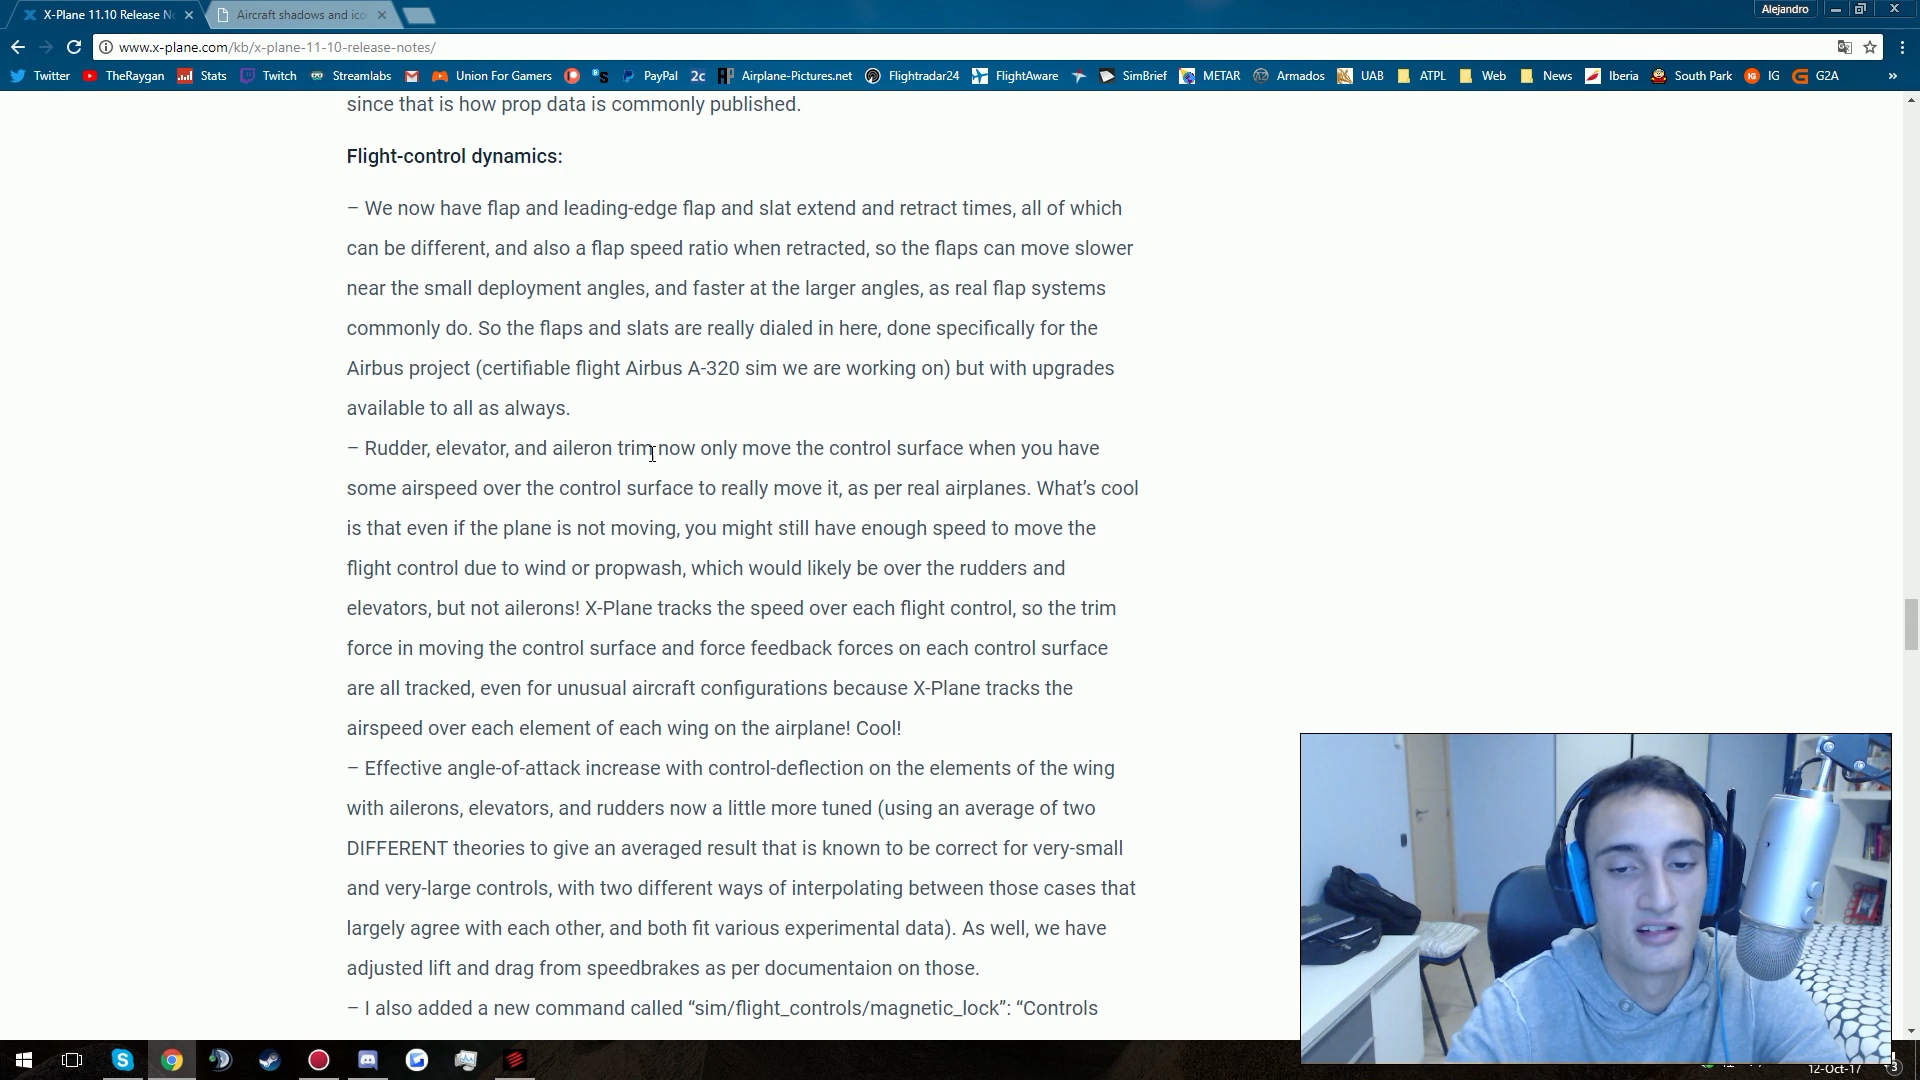 X-Plane 11.10 Release N
Aircraft shadows and ico
Alejandro
www.x-plane.com/kb/x-plane-11-10-release-notes/
Twitter TheRaygan Stats Twitch Streamlabs Union For Gamers PayPal 2c Airplane-Pictures.net Flightradar24 FlightAware SimBrief METAR Armados UAB ATPL Web News Iberia South Park IG G2A »
since that is how prop data is commonly published.
Flight-control dynamics:
– We now have flap and leading-edge flap and slat extend and retract times, all of which
can be different, and also a flap speed ratio when retracted, so the flaps can move slower
near the small deployment angles, and faster at the larger angles, as real flap systems
commonly do. So the flaps and slats are really dialed in here, done specifically for the
Airbus project (certifiable flight Airbus A-320 sim we are working on) but with upgrades
available to all as always.
– Rudder, elevator, and aileron trim now only move the control surface when you have
some airspeed over the control surface to really move it, as per real airplanes. What’s cool
is that even if the plane is not moving, you might still have enough speed to move the
flight control due to wind or propwash, which would likely be over the rudders and
elevators, but not ailerons! X-Plane tracks the speed over each flight control, so the trim
force in moving the control surface and force feedback forces on each control surface
are all tracked, even for unusual aircraft configurations because X-Plane tracks the
airspeed over each element of each wing on the airplane! Cool!
– Effective angle-of-attack increase with control-deflection on the elements of the wing
with ailerons, elevators, and rudders now a little more tuned (using an average of two
DIFFERENT theories to give an averaged result that is known to be correct for very-small
and very-large controls, with two different ways of interpolating between those cases that
largely agree with each other, and both fit various experimental data). As well, we have
adjusted lift and drag from speedbrakes as per documentaion on those.
– I also added a new command called “sim/flight_controls/magnetic_lock”: “Controls
12-Oct-17
3